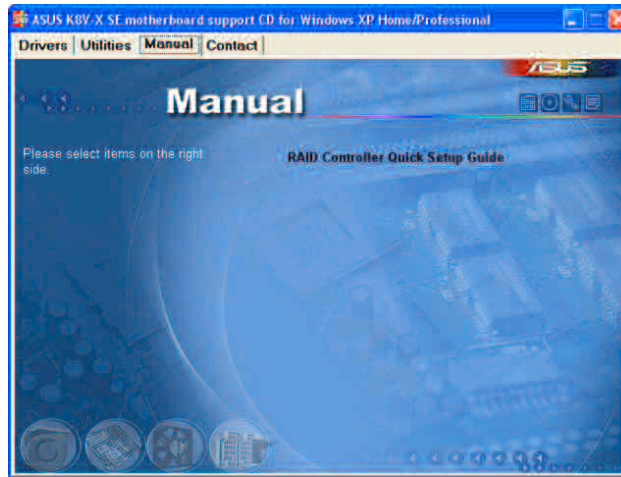 ASUS K8V-X SE motherboard support CD for Windows XP Home/Professional
Drivers Utilities Manual Contact
ASUS
Manual
Please select items on the right
side.
RAID Controller Quick Setup Guide